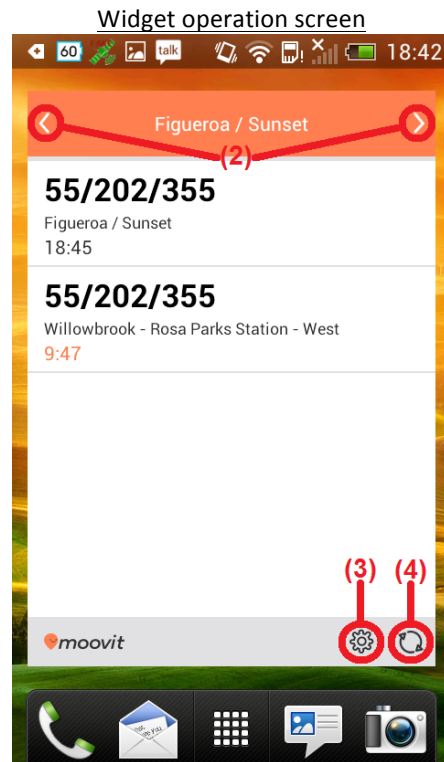 Widget operation screen
60 talk 18:42
Figueroa / Sunset
(2)
55/202/355
Figueroa / Sunset
18:45
55/202/355
Willowbrook - Rosa Parks Station - West
9:47
(3) (4)
moovit